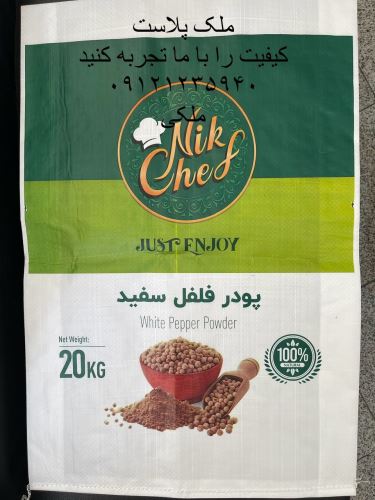 ملک پلاست
کیفیت را با ما تجربه کنید
۰۹۱۲۱۲۳۵۹۴۰
ملکی
Nik
Chef
JUST ENJOY
پودر فلفل سفید
White Pepper Powder
Net Weight:
20KG
100%
NATURAL